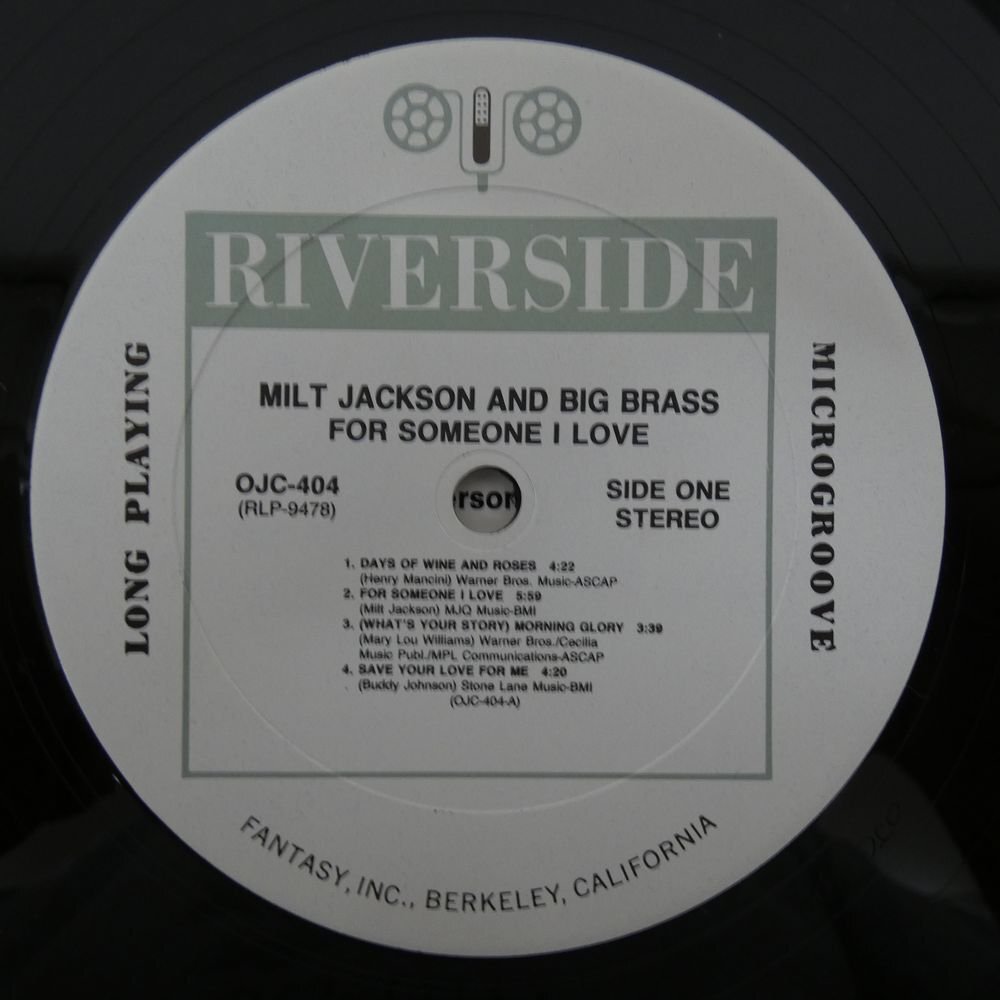 RIVERSIDE
LONG PLAYING
MICROGROOVE
MILT JACKSON AND BIG BRASS
FOR SOMEONE I LOVE
OJC-404
(RLP-9478)
SIDE ONE
STEREO
1. DAYS OF WINE AND ROSES 4:22
(Henry Mancini) Warner Bros. Music-ASCAP
2. FOR SOMEONE I LOVE 5:59
(Milt Jackson) MJQ Music-BMI
3. (WHAT'S YOUR STORY) MORNING GLORY 3:39
(Mary Lou Williams) Warner Bros./Cecilia
Music Publ./MPL Communications-ASCAP
4. SAVE YOUR LOVE FOR ME 4:20
(Buddy Johnson) Stone Lane Music-BMI
(OJC-404-A)
FANTASY, INC., BERKELEY, CALIFORNIA